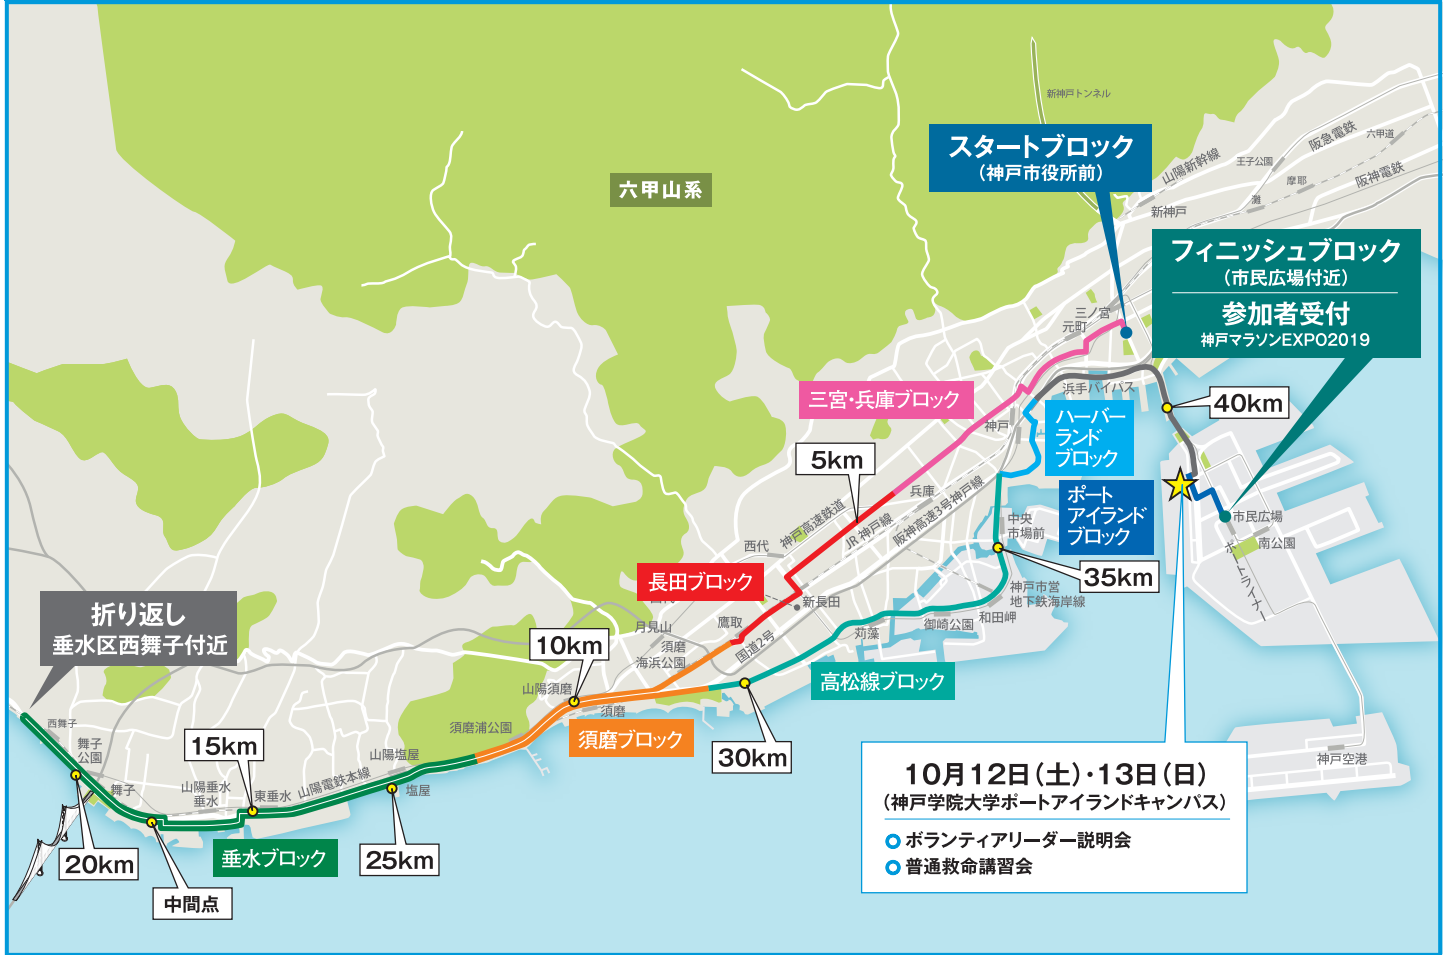 新神戸トンネル
六甲道
阪急電鉄
王子公園
山陽新幹線
阪神電鉄
摩耶
灘
新神戸
六甲山系
スタートブロック
(神戸市役所前)
フィニッシュブロック
(市民広場付近)
参加者受付
神戸マラソンEXPO2019
三ノ宮
元町
浜手バイパス
40km
三宮・兵庫ブロック
神戸
ハーバー
ランド
ブロック
5km
兵庫
阪神高速3号神戸線
神戸高速鉄道
JR神戸線
西代
ポート
アイランド
ブロック
中央
市場前
市民広場
南公園
ポートライナー
35km
長田ブロック
新長田
神戸市営
地下鉄海岸線
和田岬
御崎公園
苅藻
鷹取
国道2号
月見山
須磨
海浜公園
折り返し
垂水区西舞子付近
10km
山陽須磨
須磨
高松線ブロック
須磨ブロック
30km
須磨浦公園
西舞子
舞子
公園
舞子
15km
山陽塩屋
塩屋
山陽電鉄本線
山陽垂水
垂水
東垂水
20km
垂水ブロック
25km
中間点
神戸空港
10月12日(土)・13日(日)
(神戸学院大学ポートアイランドキャンパス)
ボランティアリーダー説明会
普通救命講習会